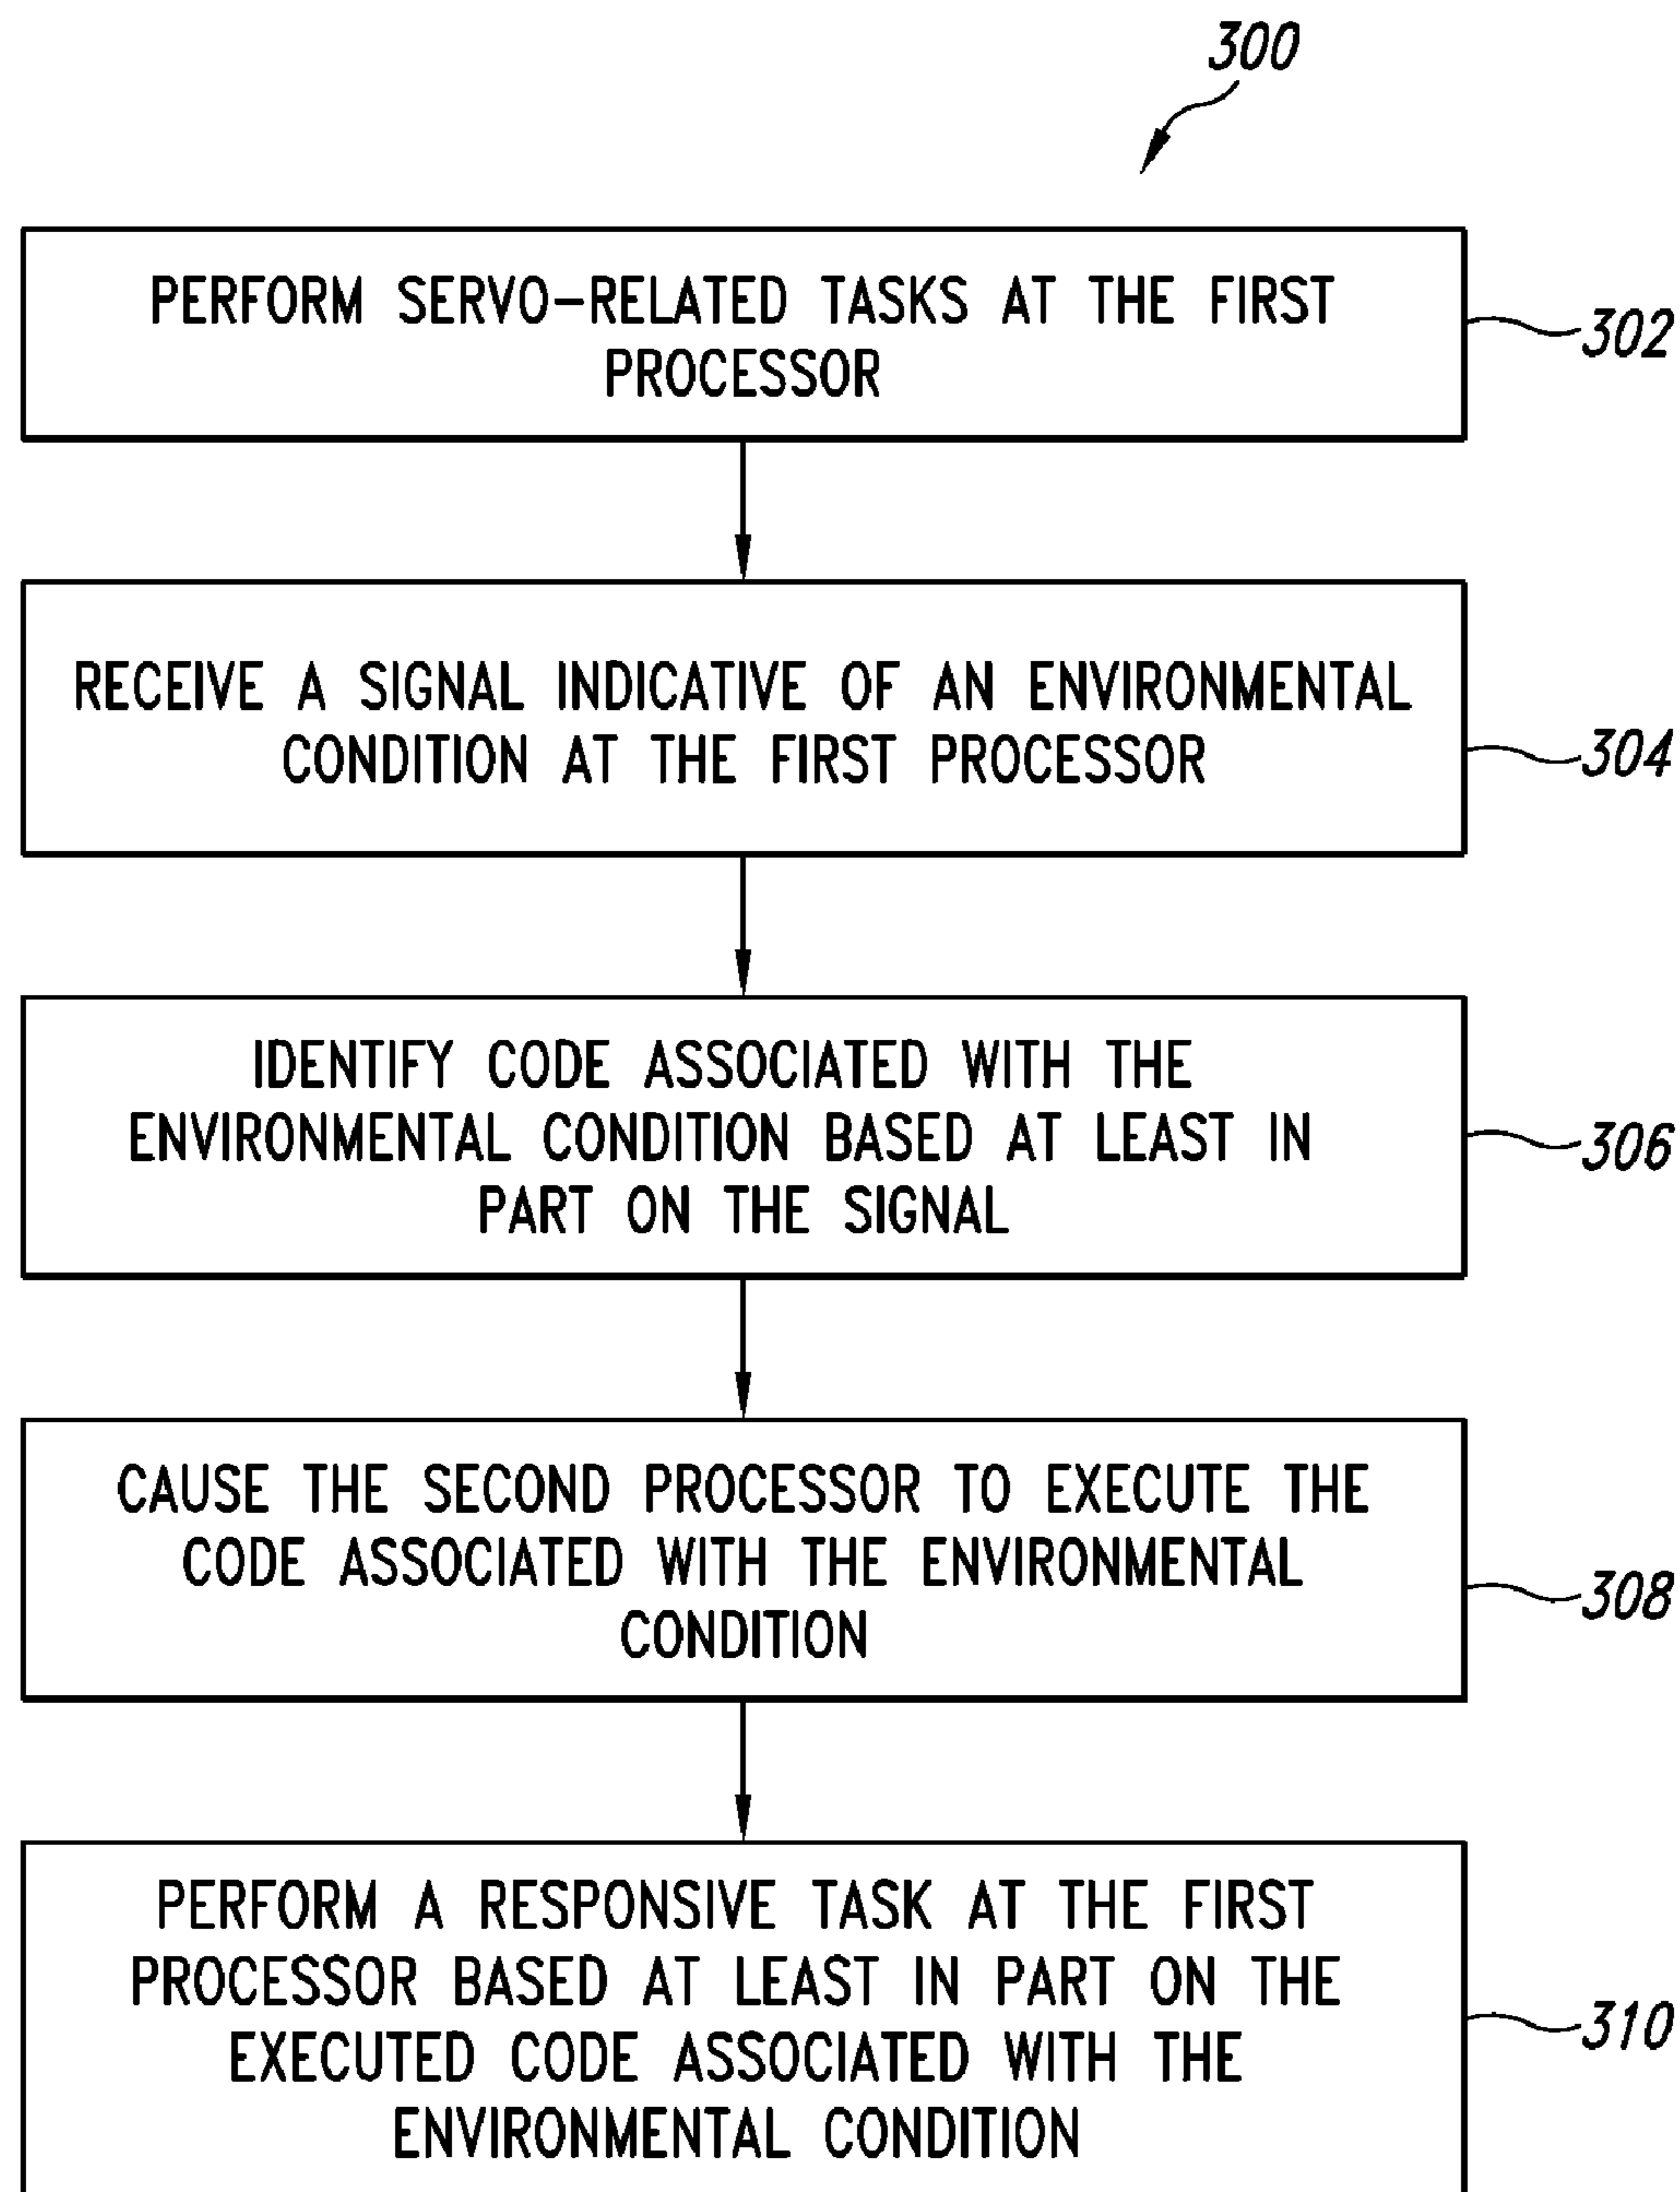 300
PERFORM SERVO-RELATED TASKS AT THE FIRST
PROCESSOR
302
RECEIVE A SIGNAL INDICATIVE OF AN ENVIRONMENTAL
CONDITION AT THE FIRST PROCESSOR
304
IDENTIFY CODE ASSOCIATED WITH THE
ENVIRONMENTAL CONDITION BASED AT LEAST IN
PART ON THE SIGNAL
306
CAUSE THE SECOND PROCESSOR TO EXECUTE THE
CODE ASSOCIATED WITH THE ENVIRONMENTAL
CONDITION
308
PERFORM A RESPONSIVE TASK AT THE FIRST
PROCESSOR BASED AT LEAST IN PART ON THE
EXECUTED CODE ASSOCIATED WITH THE
ENVIRONMENTAL CONDITION
310